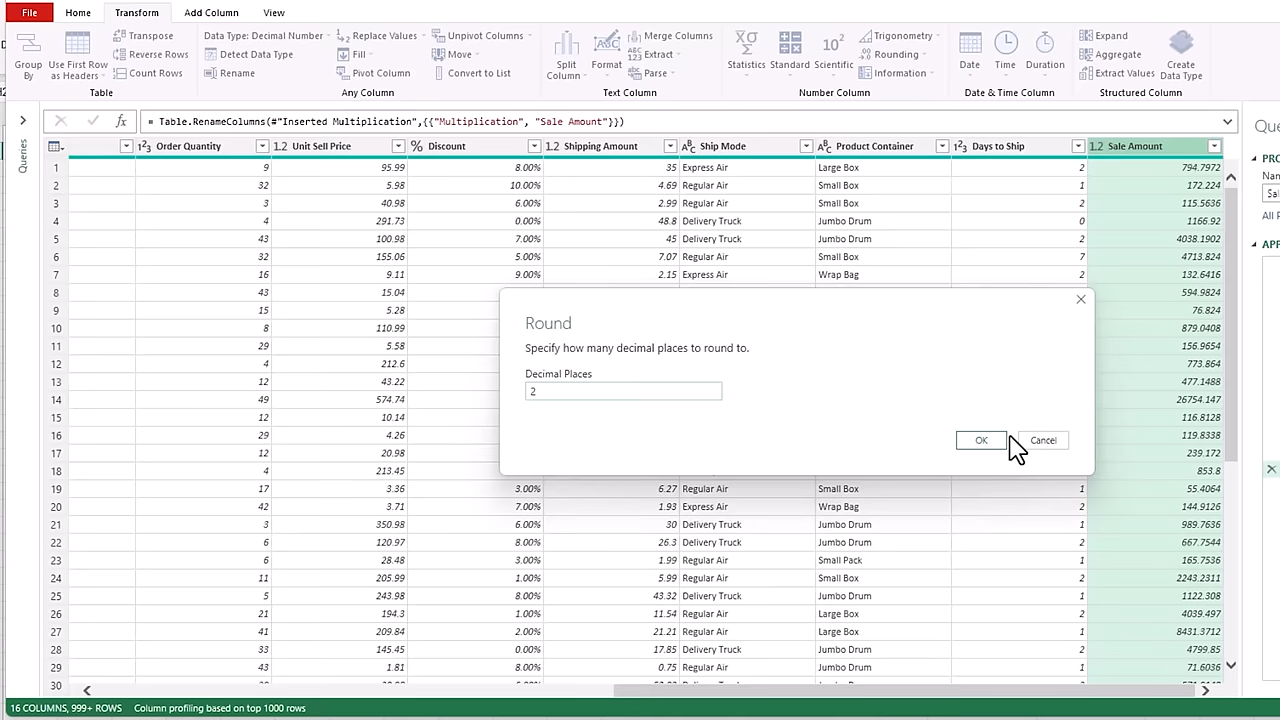 File Home Transform Add Column View
Group By
Use First Row as Headers
Transpose
Reverse Rows
Count Rows
Table
Data Type: Decimal Number
Detect Data Type
Rename
Replace Values
Fill
Pivot Column
Unpivot Columns
Move
Convert to List
Any Column
Split Column
Format
Merge Columns
Extract
Parse
Text Column
Statistics
Standard
Scientific
Trigonometry
Rounding
Information
Number Column
Date
Time
Duration
Date & Time Column
Expand
Aggregate
Extract Values
Create Data Type
Structured Column
Queries
= Table.RenameColumns(#"Inserted Multiplication",{{"Multiplication", "Sale Amount"}})
Order Quantity Unit Sell Price Discount Shipping Amount Ship Mode Product Container Days to Ship Sale Amount
1 9 95.99 8.00% 35 Express Air Large Box 2 794.7972
2 32 5.98 10.00% 4.69 Regular Air Small Box 1 172.224
3 3 40.98 6.00% 2.99 Regular Air Small Box 2 115.5636
4 4 291.73 0.00% 48.8 Delivery Truck Jumbo Drum 0 1166.92
5 43 100.98 7.00% 45 Delivery Truck Jumbo Drum 2 4038.1902
6 32 155.06 5.00% 7.07 Regular Air Small Box 7 4713.824
7 16 9.11 9.00% 2.15 Express Air Wrap Bag 2 132.6416
8 43 15.04 594.9824
9 15 5.28 76.824
10 8 110.99 879.0408
11 29 5.58 156.9654
12 4 212.6 773.864
13 12 43.22 477.1488
14 49 574.74 26754.147
15 12 10.14 116.8128
16 29 4.26 119.8338
17 12 20.98 239.172
18 4 213.45 853.8
19 17 3.36 3.00% 6.27 Regular Air Small Box 1 55.4064
20 42 3.71 7.00% 1.93 Express Air Wrap Bag 2 144.9126
21 3 350.98 6.00% 30 Delivery Truck Jumbo Drum 1 989.7636
22 6 120.97 8.00% 26.3 Delivery Truck Jumbo Drum 2 667.7544
23 6 28.48 3.00% 1.99 Regular Air Small Pack 1 165.7536
24 11 205.99 1.00% 5.99 Regular Air Small Box 2 2243.2311
25 5 243.98 8.00% 43.32 Delivery Truck Jumbo Drum 1 1122.308
26 21 194.3 1.00% 11.54 Regular Air Large Box 2 4039.497
27 41 209.84 2.00% 21.21 Regular Air Large Box 1 8431.3712
28 33 145.45 0.00% 17.85 Delivery Truck Jumbo Drum 2 4799.85
29 43 1.81 8.00% 0.75 Regular Air Jumbo Drum 1 71.6036
30
Round
Specify how many decimal places to round to.
Decimal Places
2
OK Cancel
16 COLUMNS, 999+ ROWS Column profiling based on top 1000 rows